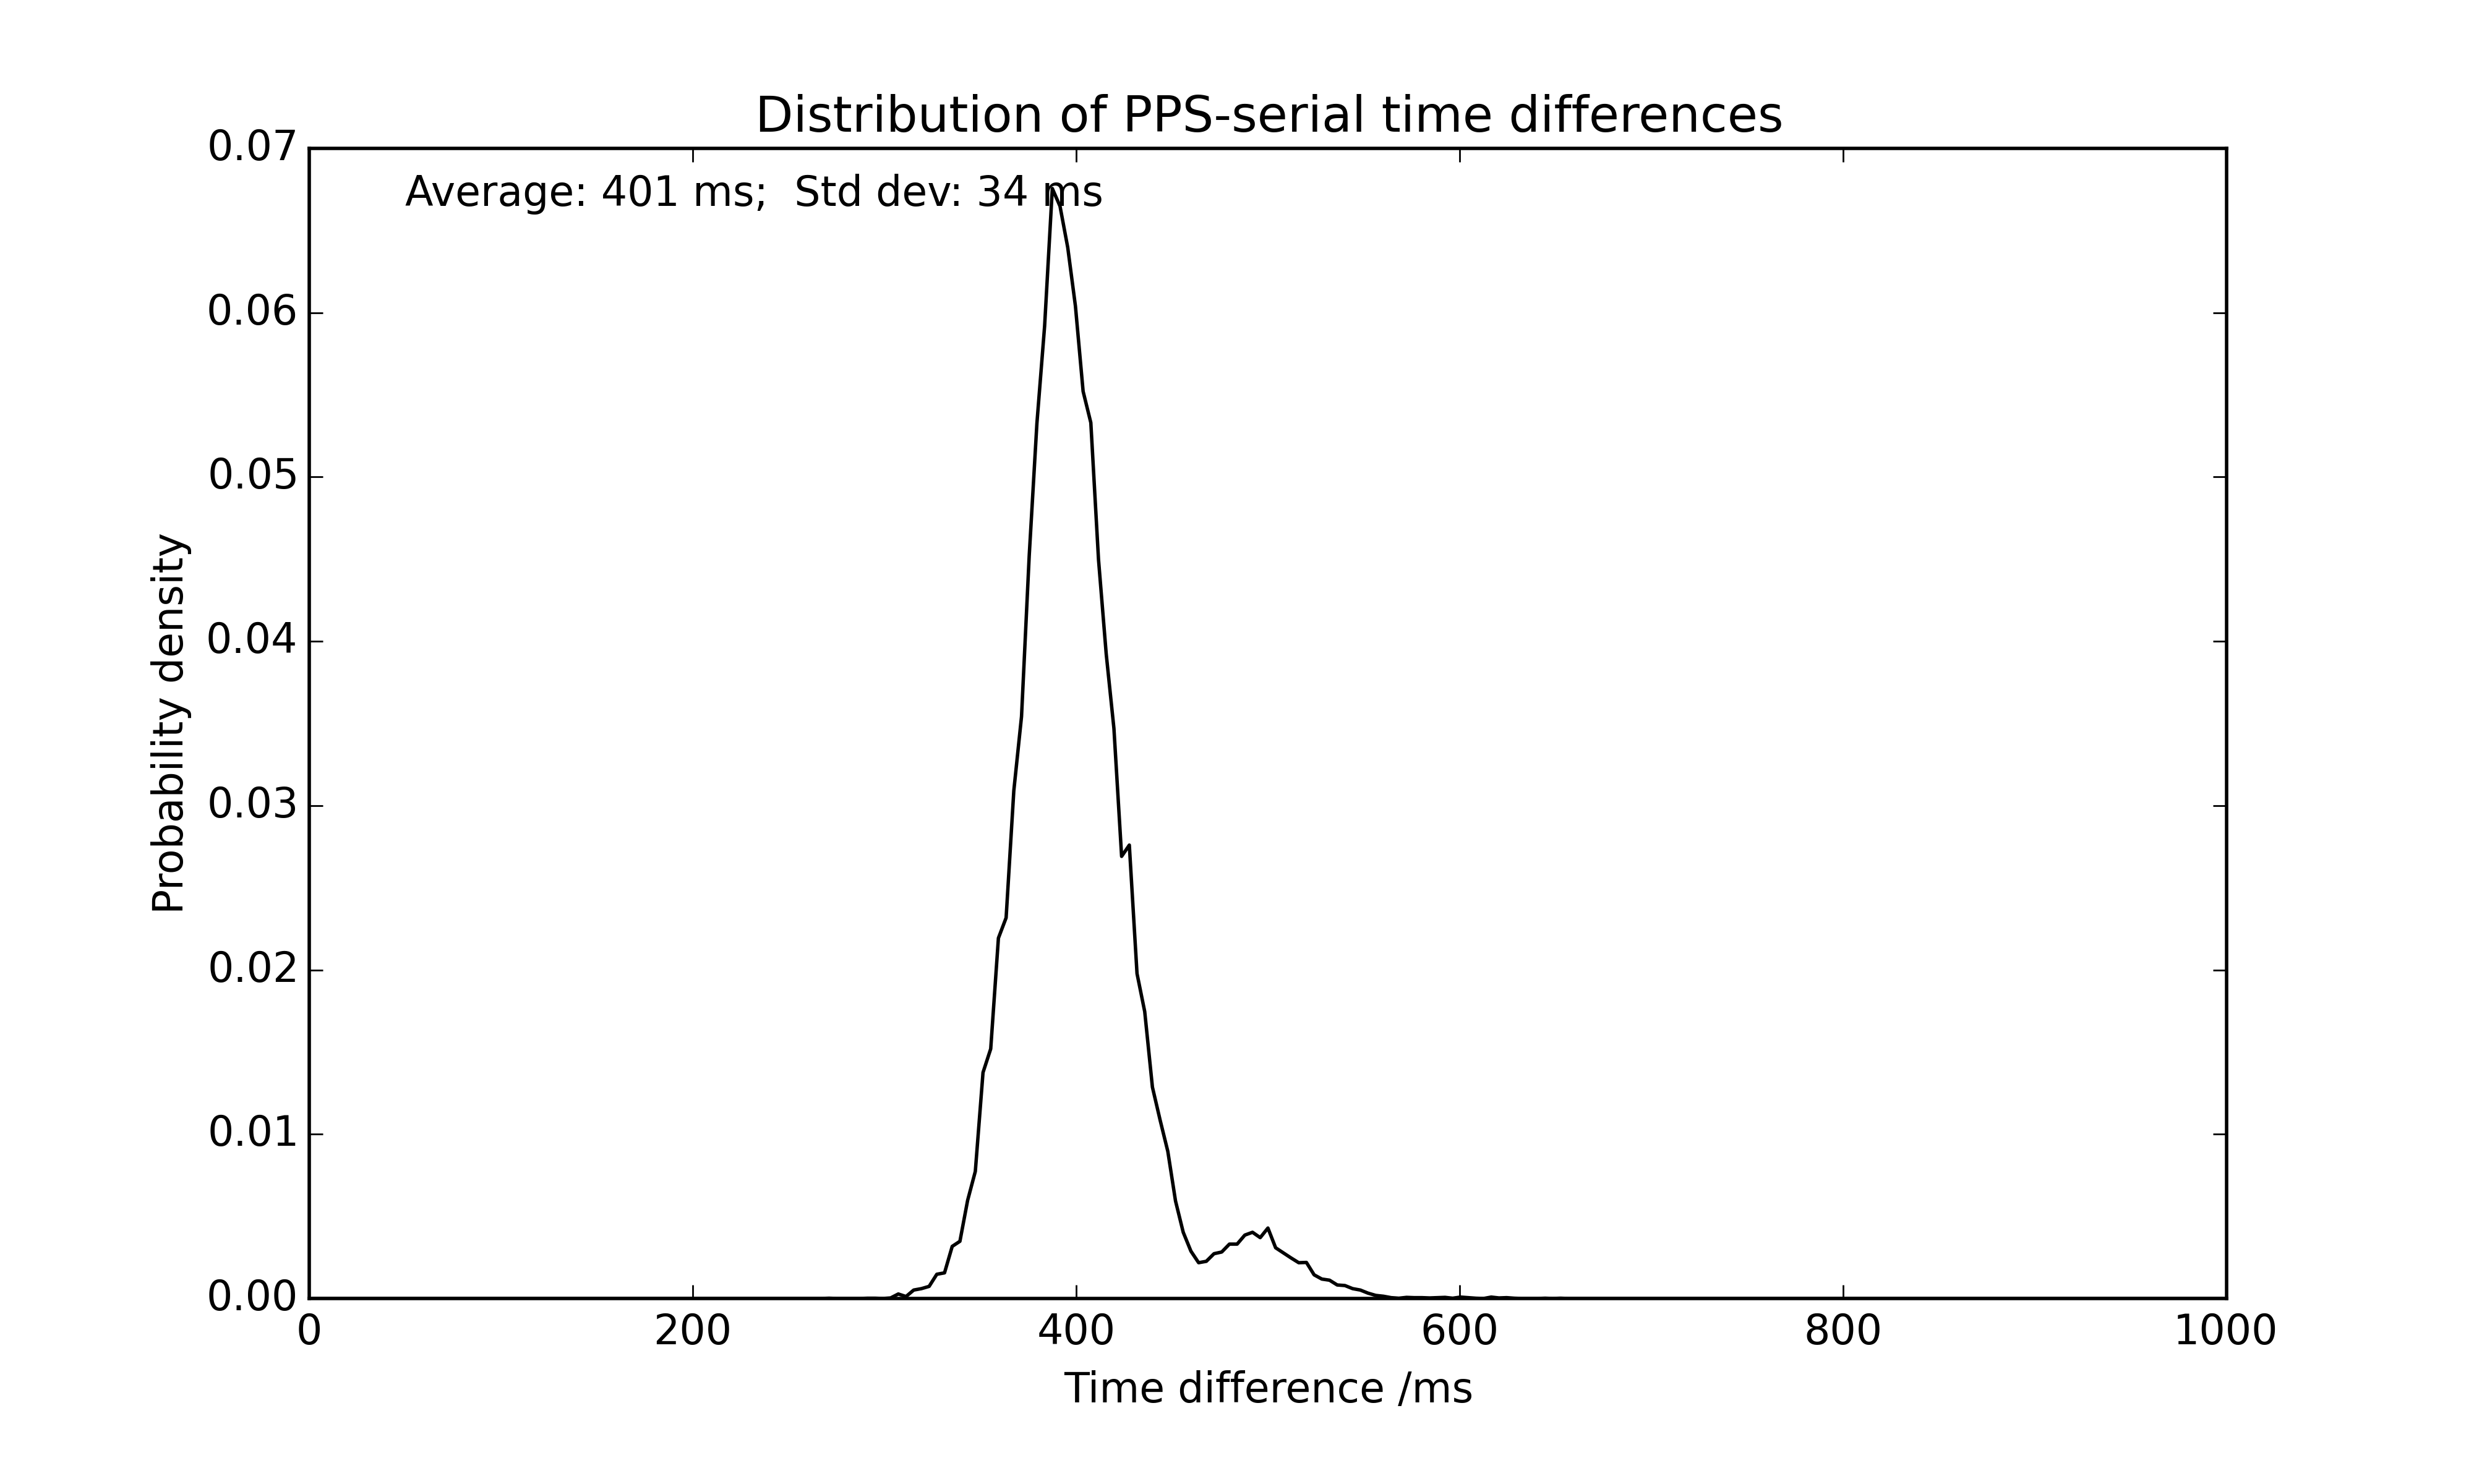 Distribution of PPS-serial time differences
Average: 401 ms;  Std dev: 34 ms
0.07
0.06
0.05
0.04
0.03
0.02
0.01
0.00
Probability density
0 200 400 600 800 1000
Time difference /ms